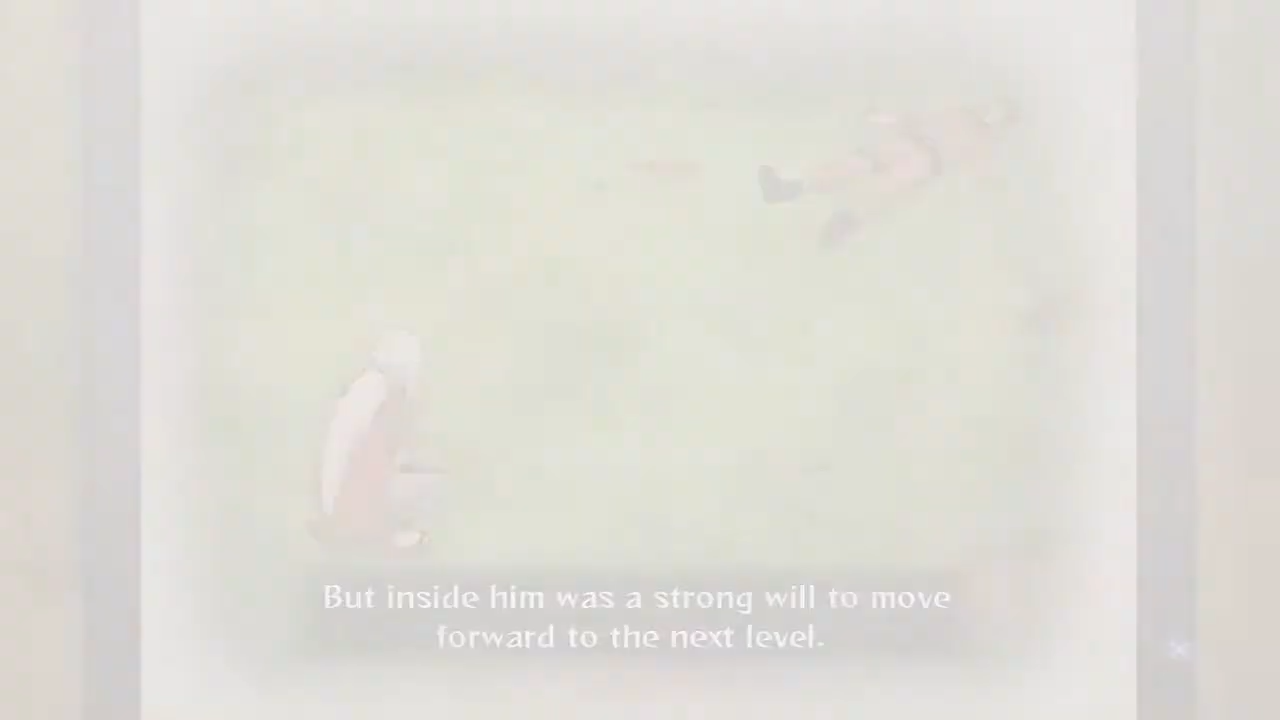 But inside him was a strong will to move
forward to the next level.